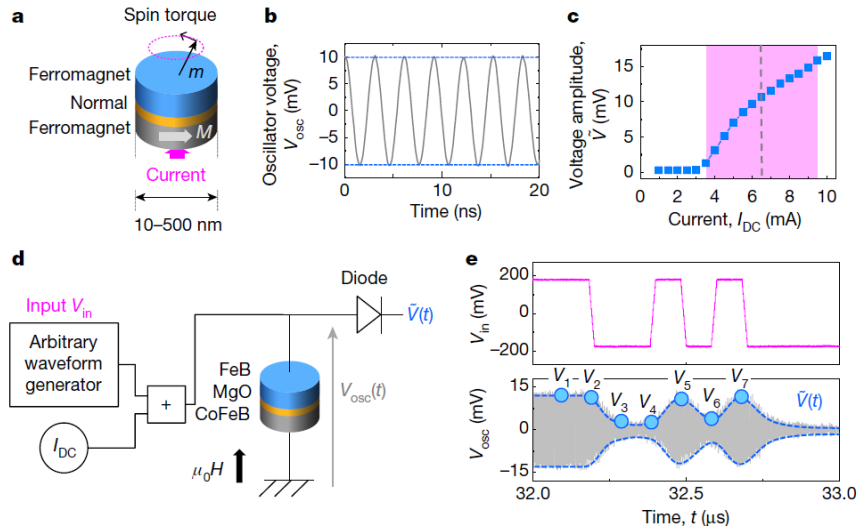 a
Spin torque
m
Ferromagnet
Normal
Ferromagnet
M
Current
10–500 nm
b
Oscillator voltage,
V_osc (mV)
10
5
0
−5
−10
0 5 10 15 20
Time (ns)
c
Voltage amplitude,
Ṽ (mV)
15
10
5
0
0 2 4 6 8 10
Current, I_DC (mA)
d
Input V_in
Arbitrary
waveform
generator
I_DC
+
Diode
Ṽ(t)
FeB
MgO
CoFeB
V_osc(t)
μ₀H
e
V_in (mV)
200
0
−200
V_osc (mV)
15
0
−15
V₁ V₂ V₃ V₄ V₅ V₆ V₇
Ṽ(t)
32.0 32.5 33.0
Time, t (μs)